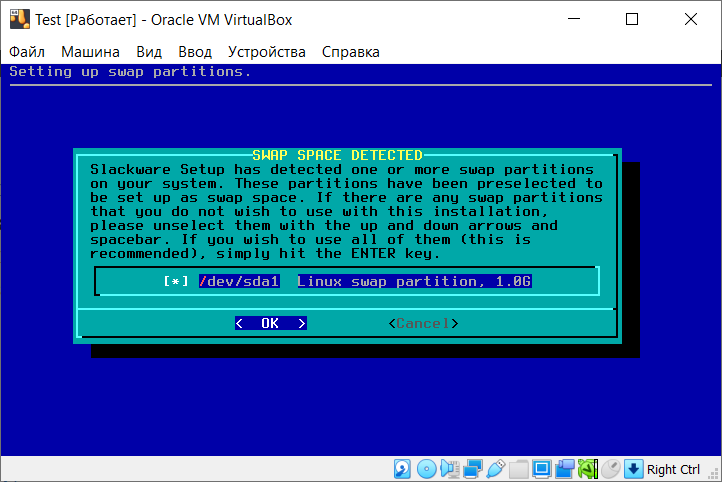 Test [Работает] - Oracle VM VirtualBox
Файл Машина Вид Ввод Устройства Справка
Setting up swap partitions.
SWAP SPACE DETECTED
Slackware Setup has detected one or more swap partitions
on your system. These partitions have been preselected to
be set up as swap space. If there are any swap partitions
that you do not wish to use with this installation,
please unselect them with the up and down arrows and
spacebar. If you wish to use all of them (this is
recommended), simply hit the ENTER key.
[*] /dev/sda1 Linux swap partition, 1.0G
< OK > <Cancel>
Right Ctrl